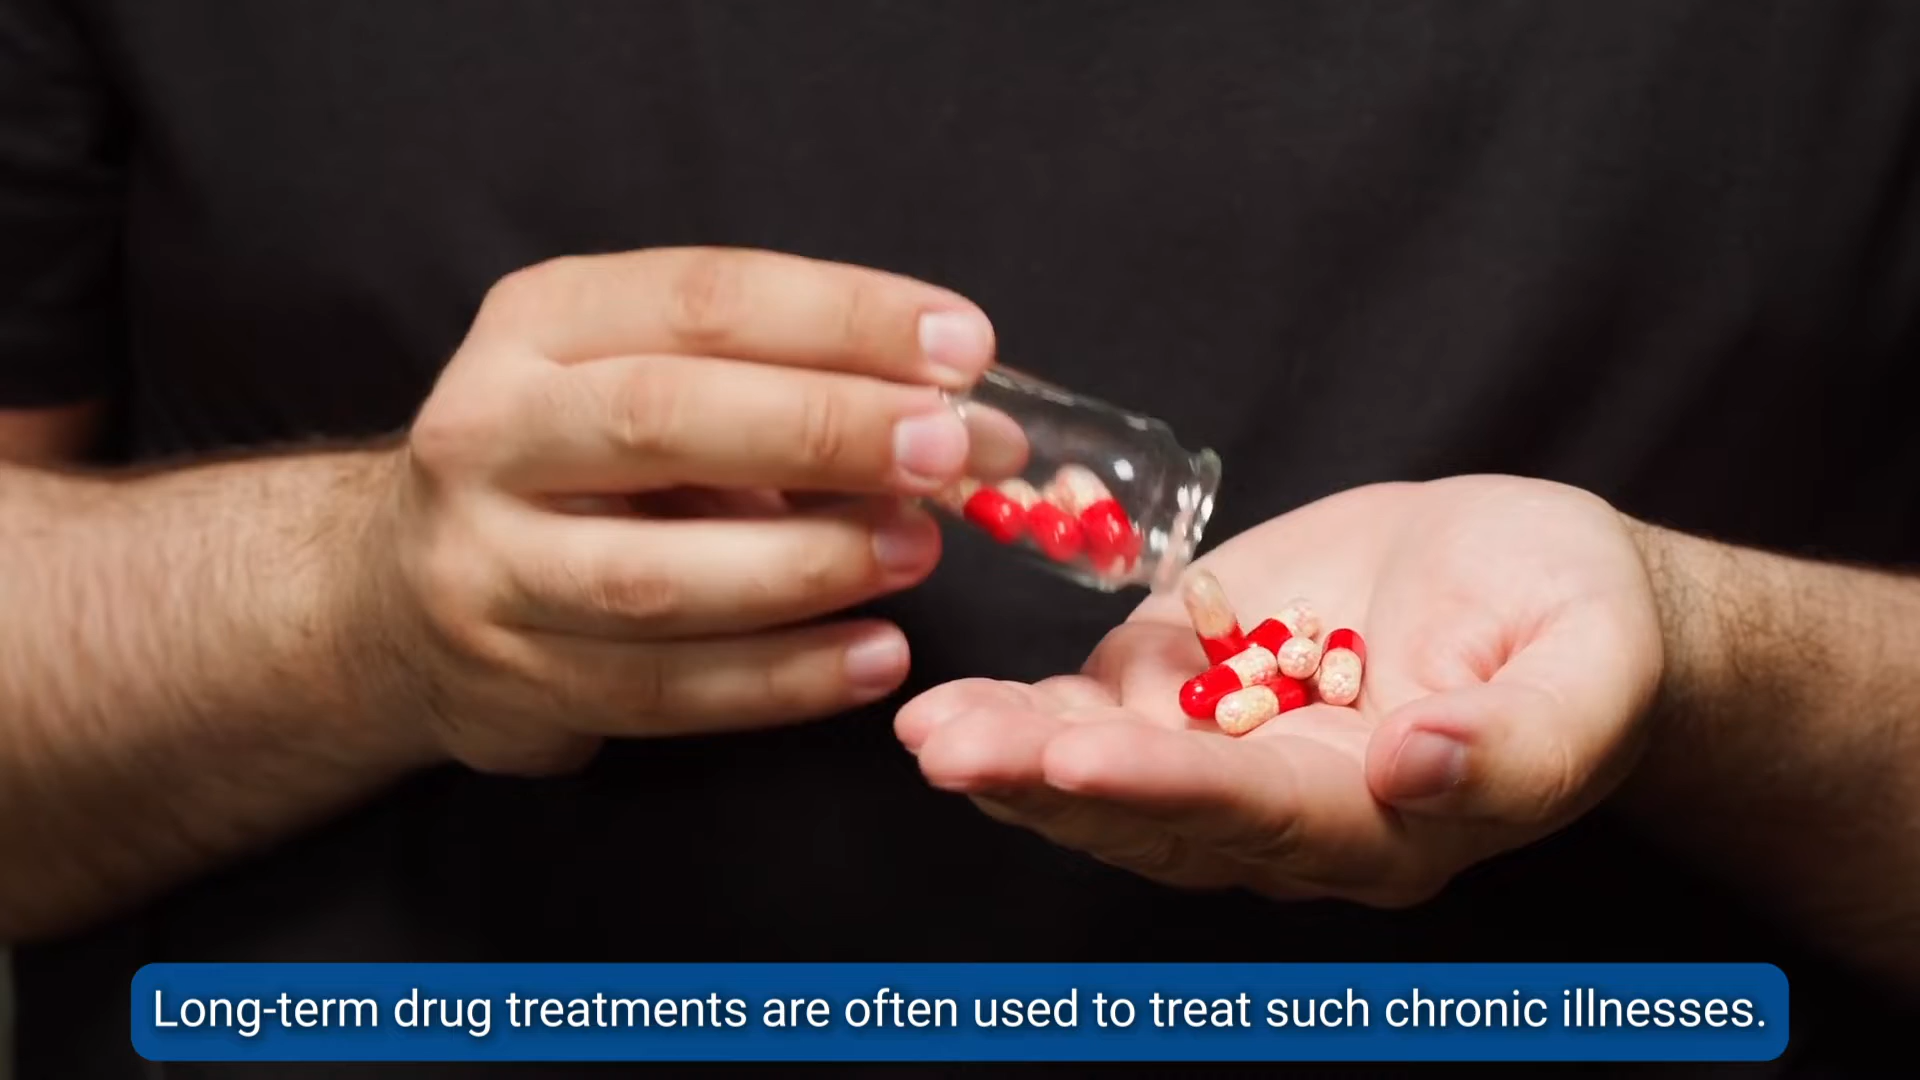 Long-term drug treatments are often used to treat such chronic illnesses.